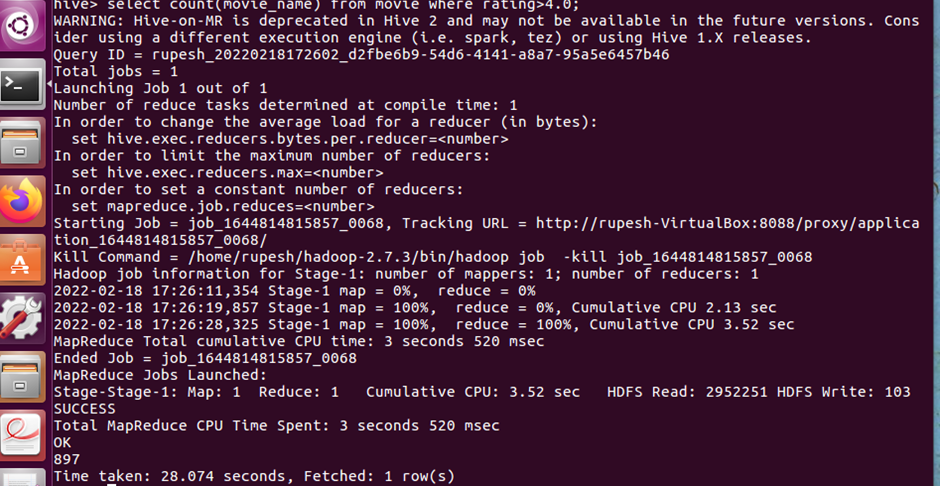 hive> select count(movie_name) from movie where rating>4.0;
WARNING: Hive-on-MR is deprecated in Hive 2 and may not be available in the future versions. Cons
ider using a different execution engine (i.e. spark, tez) or using Hive 1.X releases.
Query ID = rupesh_20220218172602_d2fbe6b9-54d6-4141-a8a7-95a5e6457b46
Total jobs = 1
Launching Job 1 out of 1
Number of reduce tasks determined at compile time: 1
In order to change the average load for a reducer (in bytes):
  set hive.exec.reducers.bytes.per.reducer=<number>
In order to limit the maximum number of reducers:
  set hive.exec.reducers.max=<number>
In order to set a constant number of reducers:
  set mapreduce.job.reduces=<number>
Starting Job = job_1644814815857_0068, Tracking URL = http://rupesh-VirtualBox:8088/proxy/applica
tion_1644814815857_0068/
Kill Command = /home/rupesh/hadoop-2.7.3/bin/hadoop job  -kill job_1644814815857_0068
Hadoop job information for Stage-1: number of mappers: 1; number of reducers: 1
2022-02-18 17:26:11,354 Stage-1 map = 0%,  reduce = 0%
2022-02-18 17:26:19,857 Stage-1 map = 100%,  reduce = 0%, Cumulative CPU 2.13 sec
2022-02-18 17:26:28,325 Stage-1 map = 100%,  reduce = 100%, Cumulative CPU 3.52 sec
MapReduce Total cumulative CPU time: 3 seconds 520 msec
Ended Job = job_1644814815857_0068
MapReduce Jobs Launched:
Stage-Stage-1: Map: 1  Reduce: 1   Cumulative CPU: 3.52 sec   HDFS Read: 2952251 HDFS Write: 103
SUCCESS
Total MapReduce CPU Time Spent: 3 seconds 520 msec
OK
897
Time taken: 28.074 seconds, Fetched: 1 row(s)